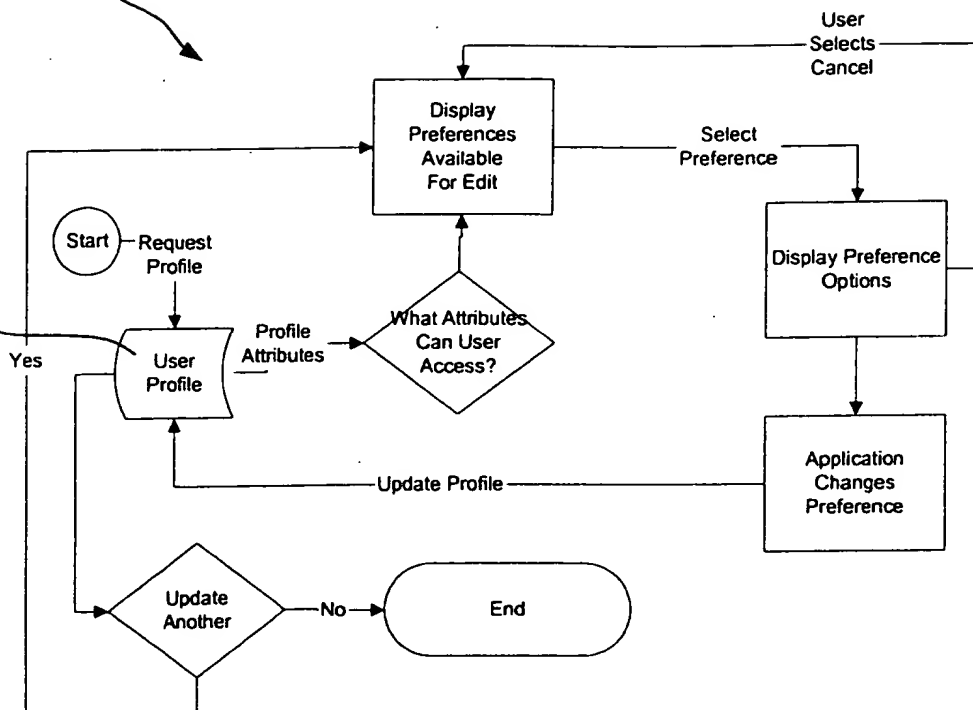 User
Selects
Cancel
Display
Preferences
Available
For Edit
Select
Preference
Start
Request
Profile
Display Preference
Options
What Attributes
Can User
Access?
Profile
Attributes
Yes
User
Profile
Application
Changes
Preference
Update Profile
Update
Another
No
End